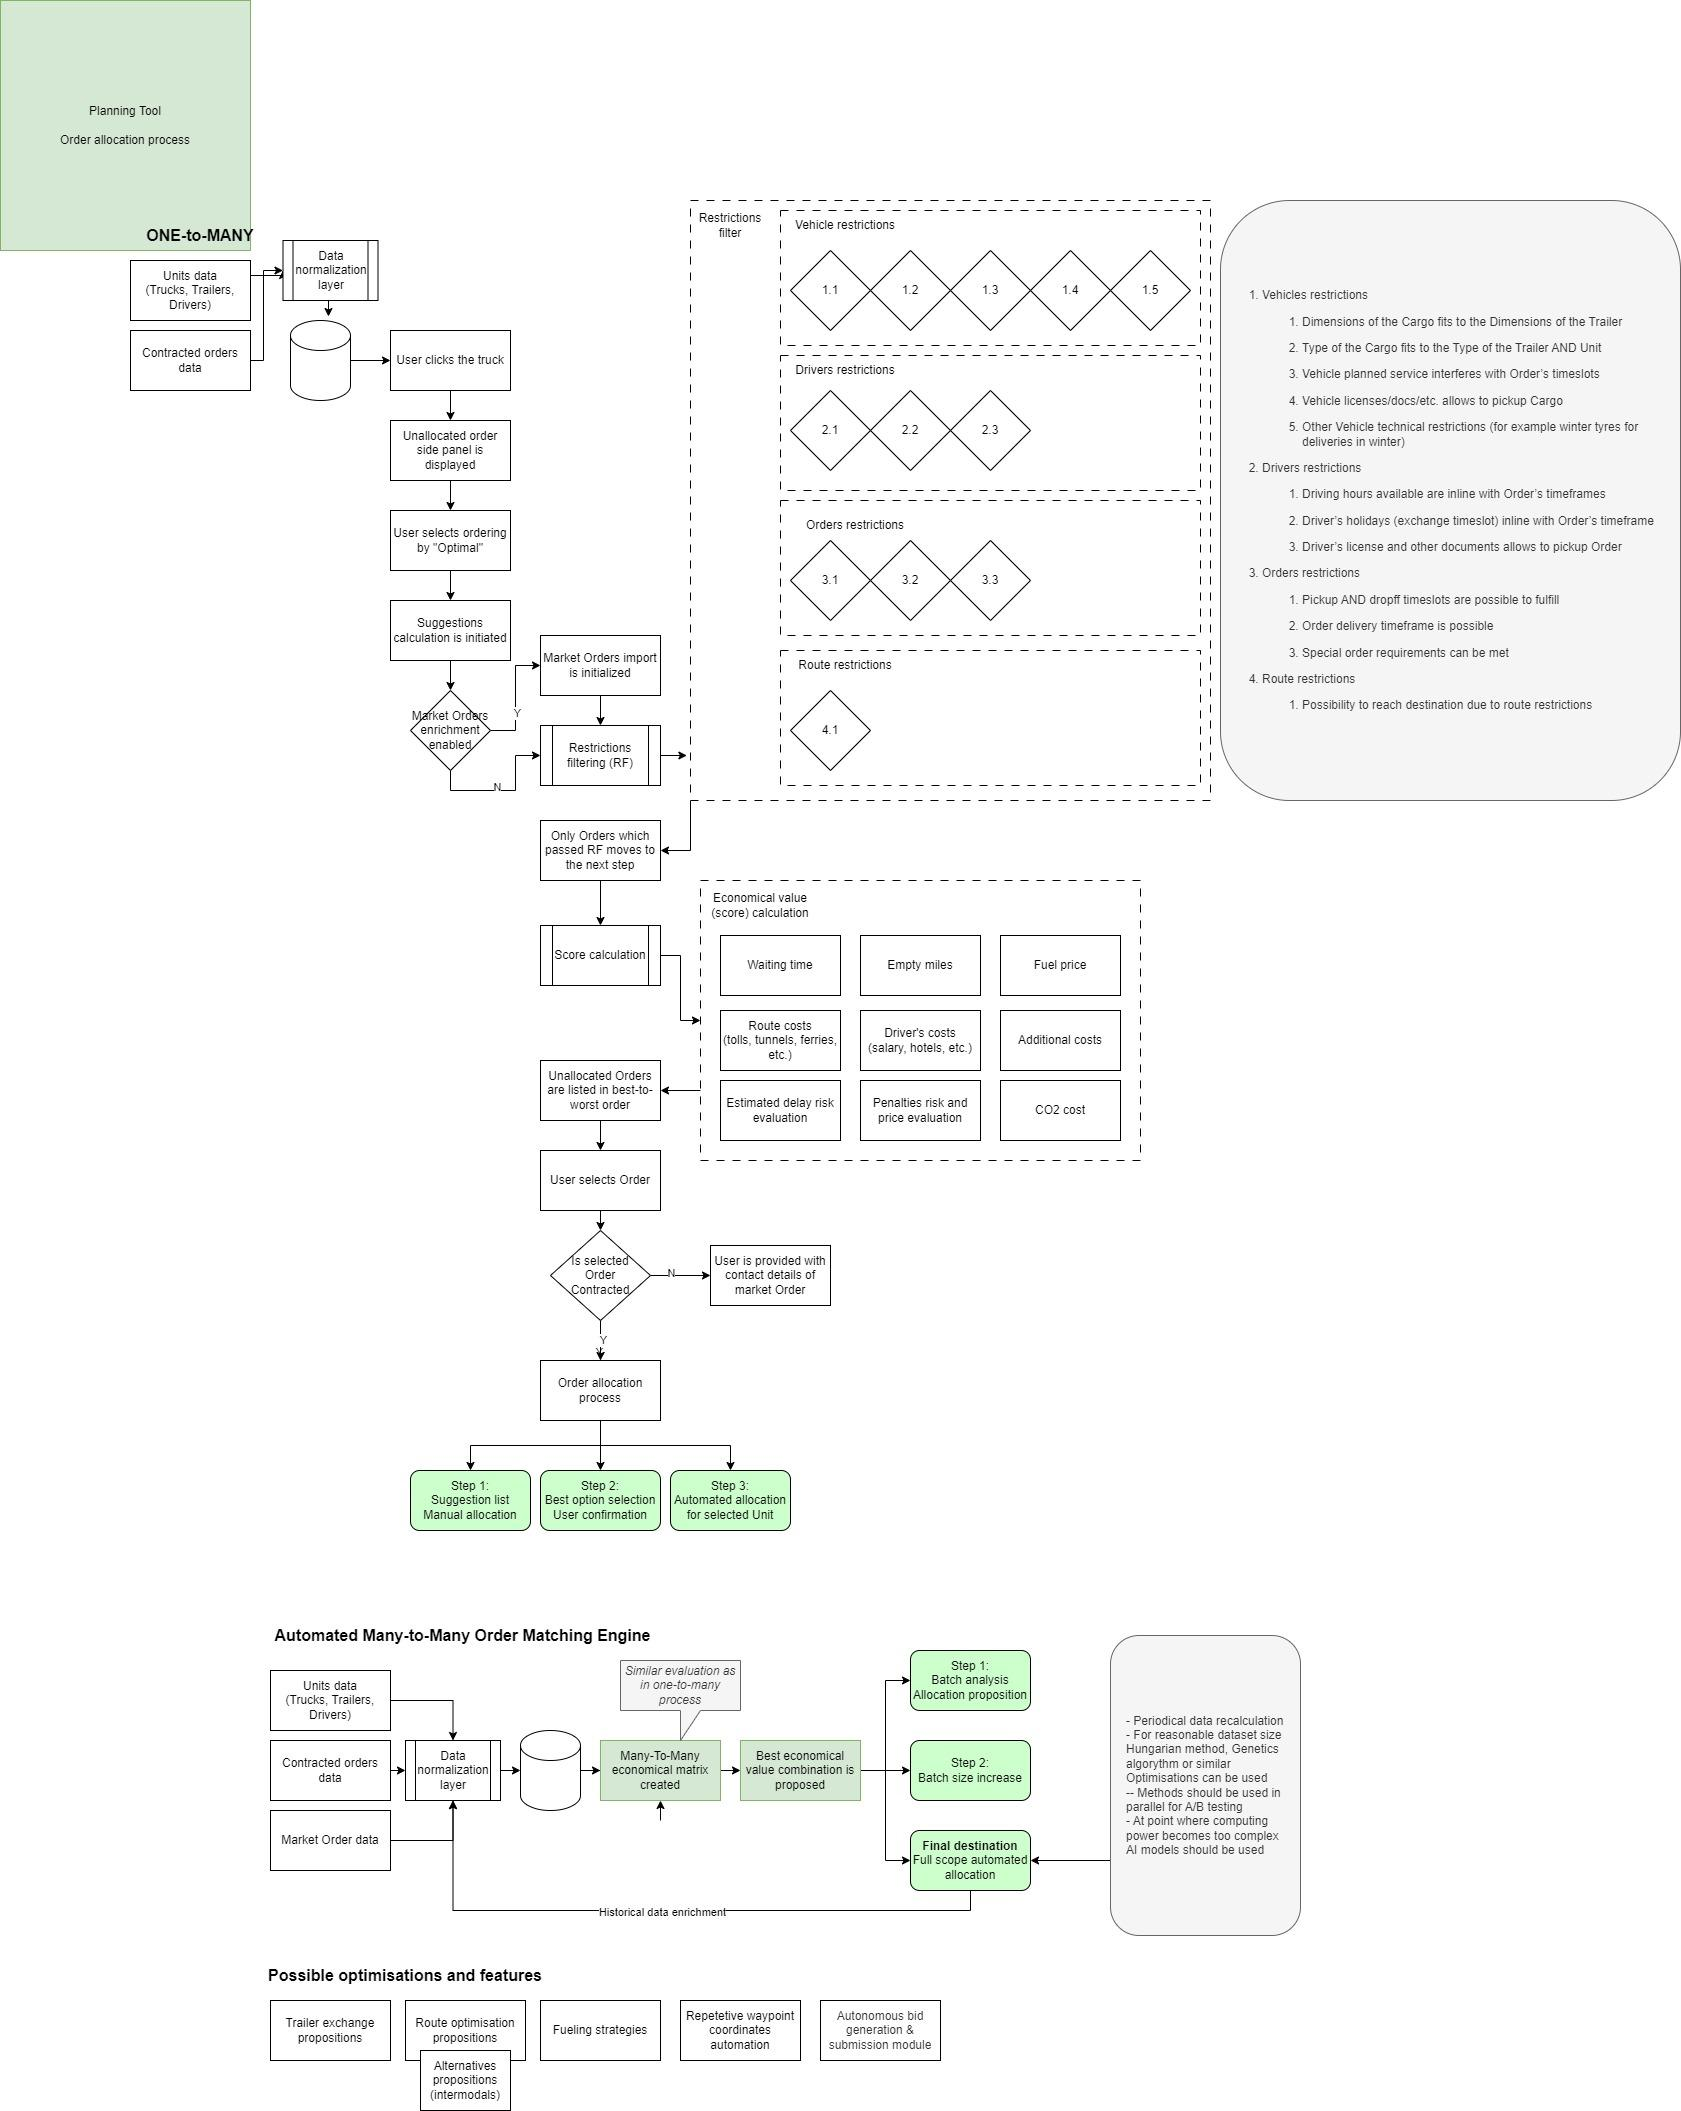 Planning Tool
Order allocation process
ONE-to-MANY
Units data
(Trucks, Trailers,
Drivers)
Contracted orders
data
Data
normalization
layer
User clicks the truck
Unallocated order
side panel is
displayed
User selects ordering
by "Optimal"
Suggestions
calculation is initiated
Market Orders
enrichment
enabled
Y
N
Market Orders import
is initialized
Restrictions
filtering (RF)
Restrictions
filter
Vehicle restrictions
1.1
1.2
1.3
1.4
1.5
Drivers restrictions
2.1
2.2
2.3
Orders restrictions
3.1
3.2
3.3
Route restrictions
4.1
1. Vehicles restrictions
1. Dimensions of the Cargo fits to the Dimensions of the Trailer
2. Type of the Cargo fits to the Type of the Trailer AND Unit
3. Vehicle planned service interferes with Order’s timeslots
4. Vehicle licenses/docs/etc. allows to pickup Cargo
5. Other Vehicle technical restrictions (for example winter tyres for
deliveries in winter)
2. Drivers restrictions
1. Driving hours available are inline with Order’s timeframes
2. Driver’s holidays (exchange timeslot) inline with Order’s timeframe
3. Driver’s license and other documents allows to pickup Order
3. Orders restrictions
1. Pickup AND dropff timeslots are possible to fulfill
2. Order delivery timeframe is possible
3. Special order requirements can be met
4. Route restrictions
1. Possibility to reach destination due to route restrictions
Only Orders which
passed RF moves to
the next step
Score calculation
Economical value
(score) calculation
Waiting time
Empty miles
Fuel price
Route costs
(tolls, tunnels, ferries,
etc.)
Driver's costs
(salary, hotels, etc.)
Additional costs
Estimated delay risk
evaluation
Penalties risk and
price evaluation
CO2 cost
Unallocated Orders
are listed in best-to-
worst order
User selects Order
Is selected
Order
Contracted
N
User is provided with
contact details of
market Order
Y
Y
Order allocation
process
Step 1:
Suggestion list
Manual allocation
Step 2:
Best option selection
User confirmation
Step 3:
Automated allocation
for selected Unit
Automated Many-to-Many Order Matching Engine
Units data
(Trucks, Trailers,
Drivers)
Contracted orders
data
Market Order data
Data
normalization
layer
Similar evaluation as
in one-to-many
process
Many-To-Many
economical matrix
created
Best economical
value combination is
proposed
Step 1:
Batch analysis
Allocation proposition
Step 2:
Batch size increase
Final destination
Full scope automated
allocation
Historical data enrichment
- Periodical data recalculation
- For reasonable dataset size
Hungarian method, Genetics
algorythm or similar
Optimisations can be used
-- Methods should be used in
parallel for A/B testing
- At point where computing
power becomes too complex
AI models should be used
Possible optimisations and features
Trailer exchange
propositions
Route optimisation
propositions
Alternatives
propositions
(intermodals)
Fueling strategies
Repetetive waypoint
coordinates
automation
Autonomous bid
generation &
submission module